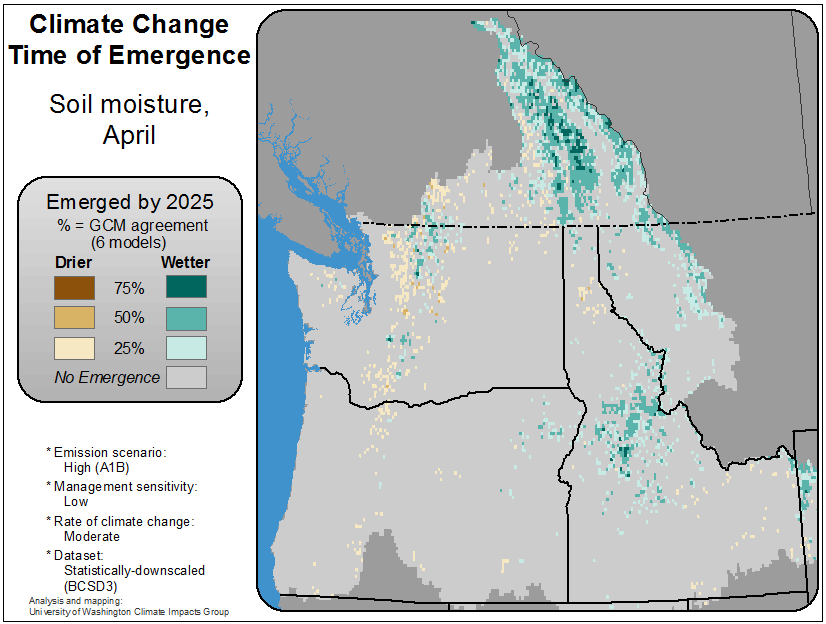 Climate Change
Time of Emergence
Soil moisture,
April
Emerged by 2025
% = GCM agreement
(6 models)
Drier Wetter
75%
50%
25%
No Emergence
* Emission scenario:
High (A1B)
* Management sensitivity:
Low
* Rate of climate change:
Moderate
* Dataset:
Statistically-downscaled
(BCSD3)
Analysis and mapping:
University of Washington Climate Impacts Group